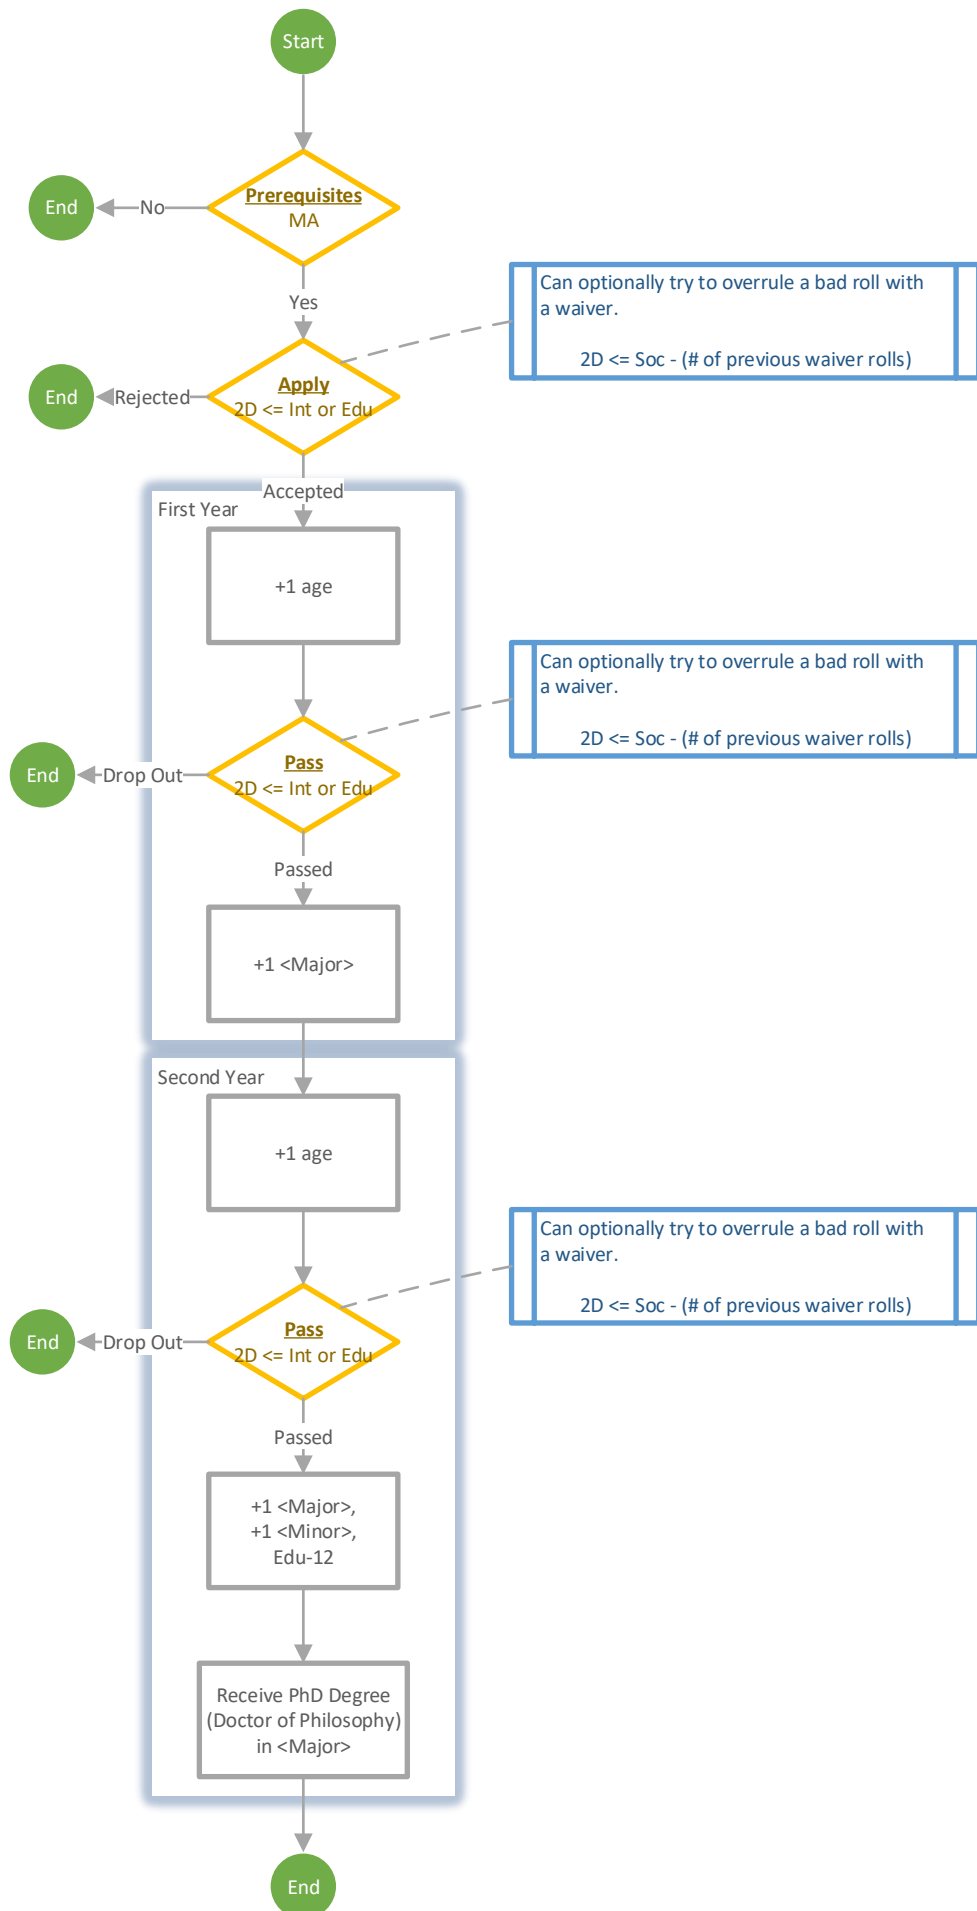 Start
Prerequisites
MA
No
End
Yes
Can optionally try to overrule a bad roll with
a waiver.
2D <= Soc - (# of previous waiver rolls)
Apply
2D <= Int or Edu
Rejected
End
Accepted
First Year
+1 age
Can optionally try to overrule a bad roll with
a waiver.
2D <= Soc - (# of previous waiver rolls)
Pass
2D <= Int or Edu
Drop Out
End
Passed
+1 <Major>
Second Year
+1 age
Can optionally try to overrule a bad roll with
a waiver.
2D <= Soc - (# of previous waiver rolls)
Pass
2D <= Int or Edu
Drop Out
End
Passed
+1 <Major>,
+1 <Minor>,
Edu-12
Receive PhD Degree
(Doctor of Philosophy)
in <Major>
End